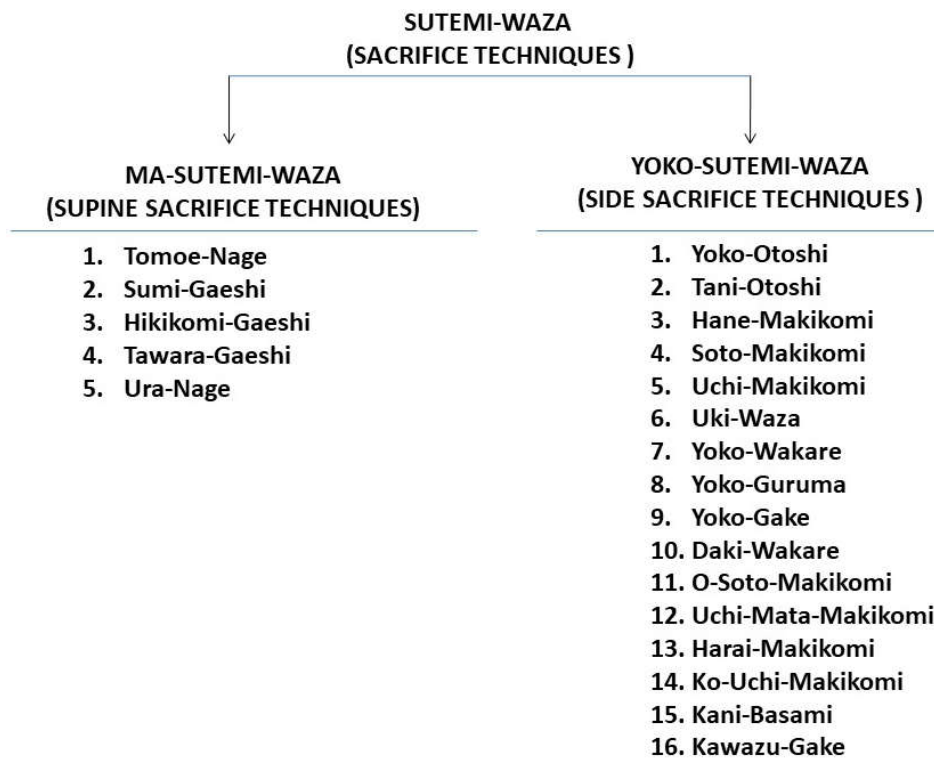 SUTEMI-WAZA
(SACRIFICE TECHNIQUES )
MA-SUTEMI-WAZA
(SUPINE SACRIFICE TECHNIQUES)
1. Tomoe-Nage
2. Sumi-Gaeshi
3. Hikikomi-Gaeshi
4. Tawara-Gaeshi
5. Ura-Nage
YOKO-SUTEMI-WAZA
(SIDE SACRIFICE TECHNIQUES )
1. Yoko-Otoshi
2. Tani-Otoshi
3. Hane-Makikomi
4. Soto-Makikomi
5. Uchi-Makikomi
6. Uki-Waza
7. Yoko-Wakare
8. Yoko-Guruma
9. Yoko-Gake
10. Daki-Wakare
11. O-Soto-Makikomi
12. Uchi-Mata-Makikomi
13. Harai-Makikomi
14. Ko-Uchi-Makikomi
15. Kani-Basami
16. Kawazu-Gake